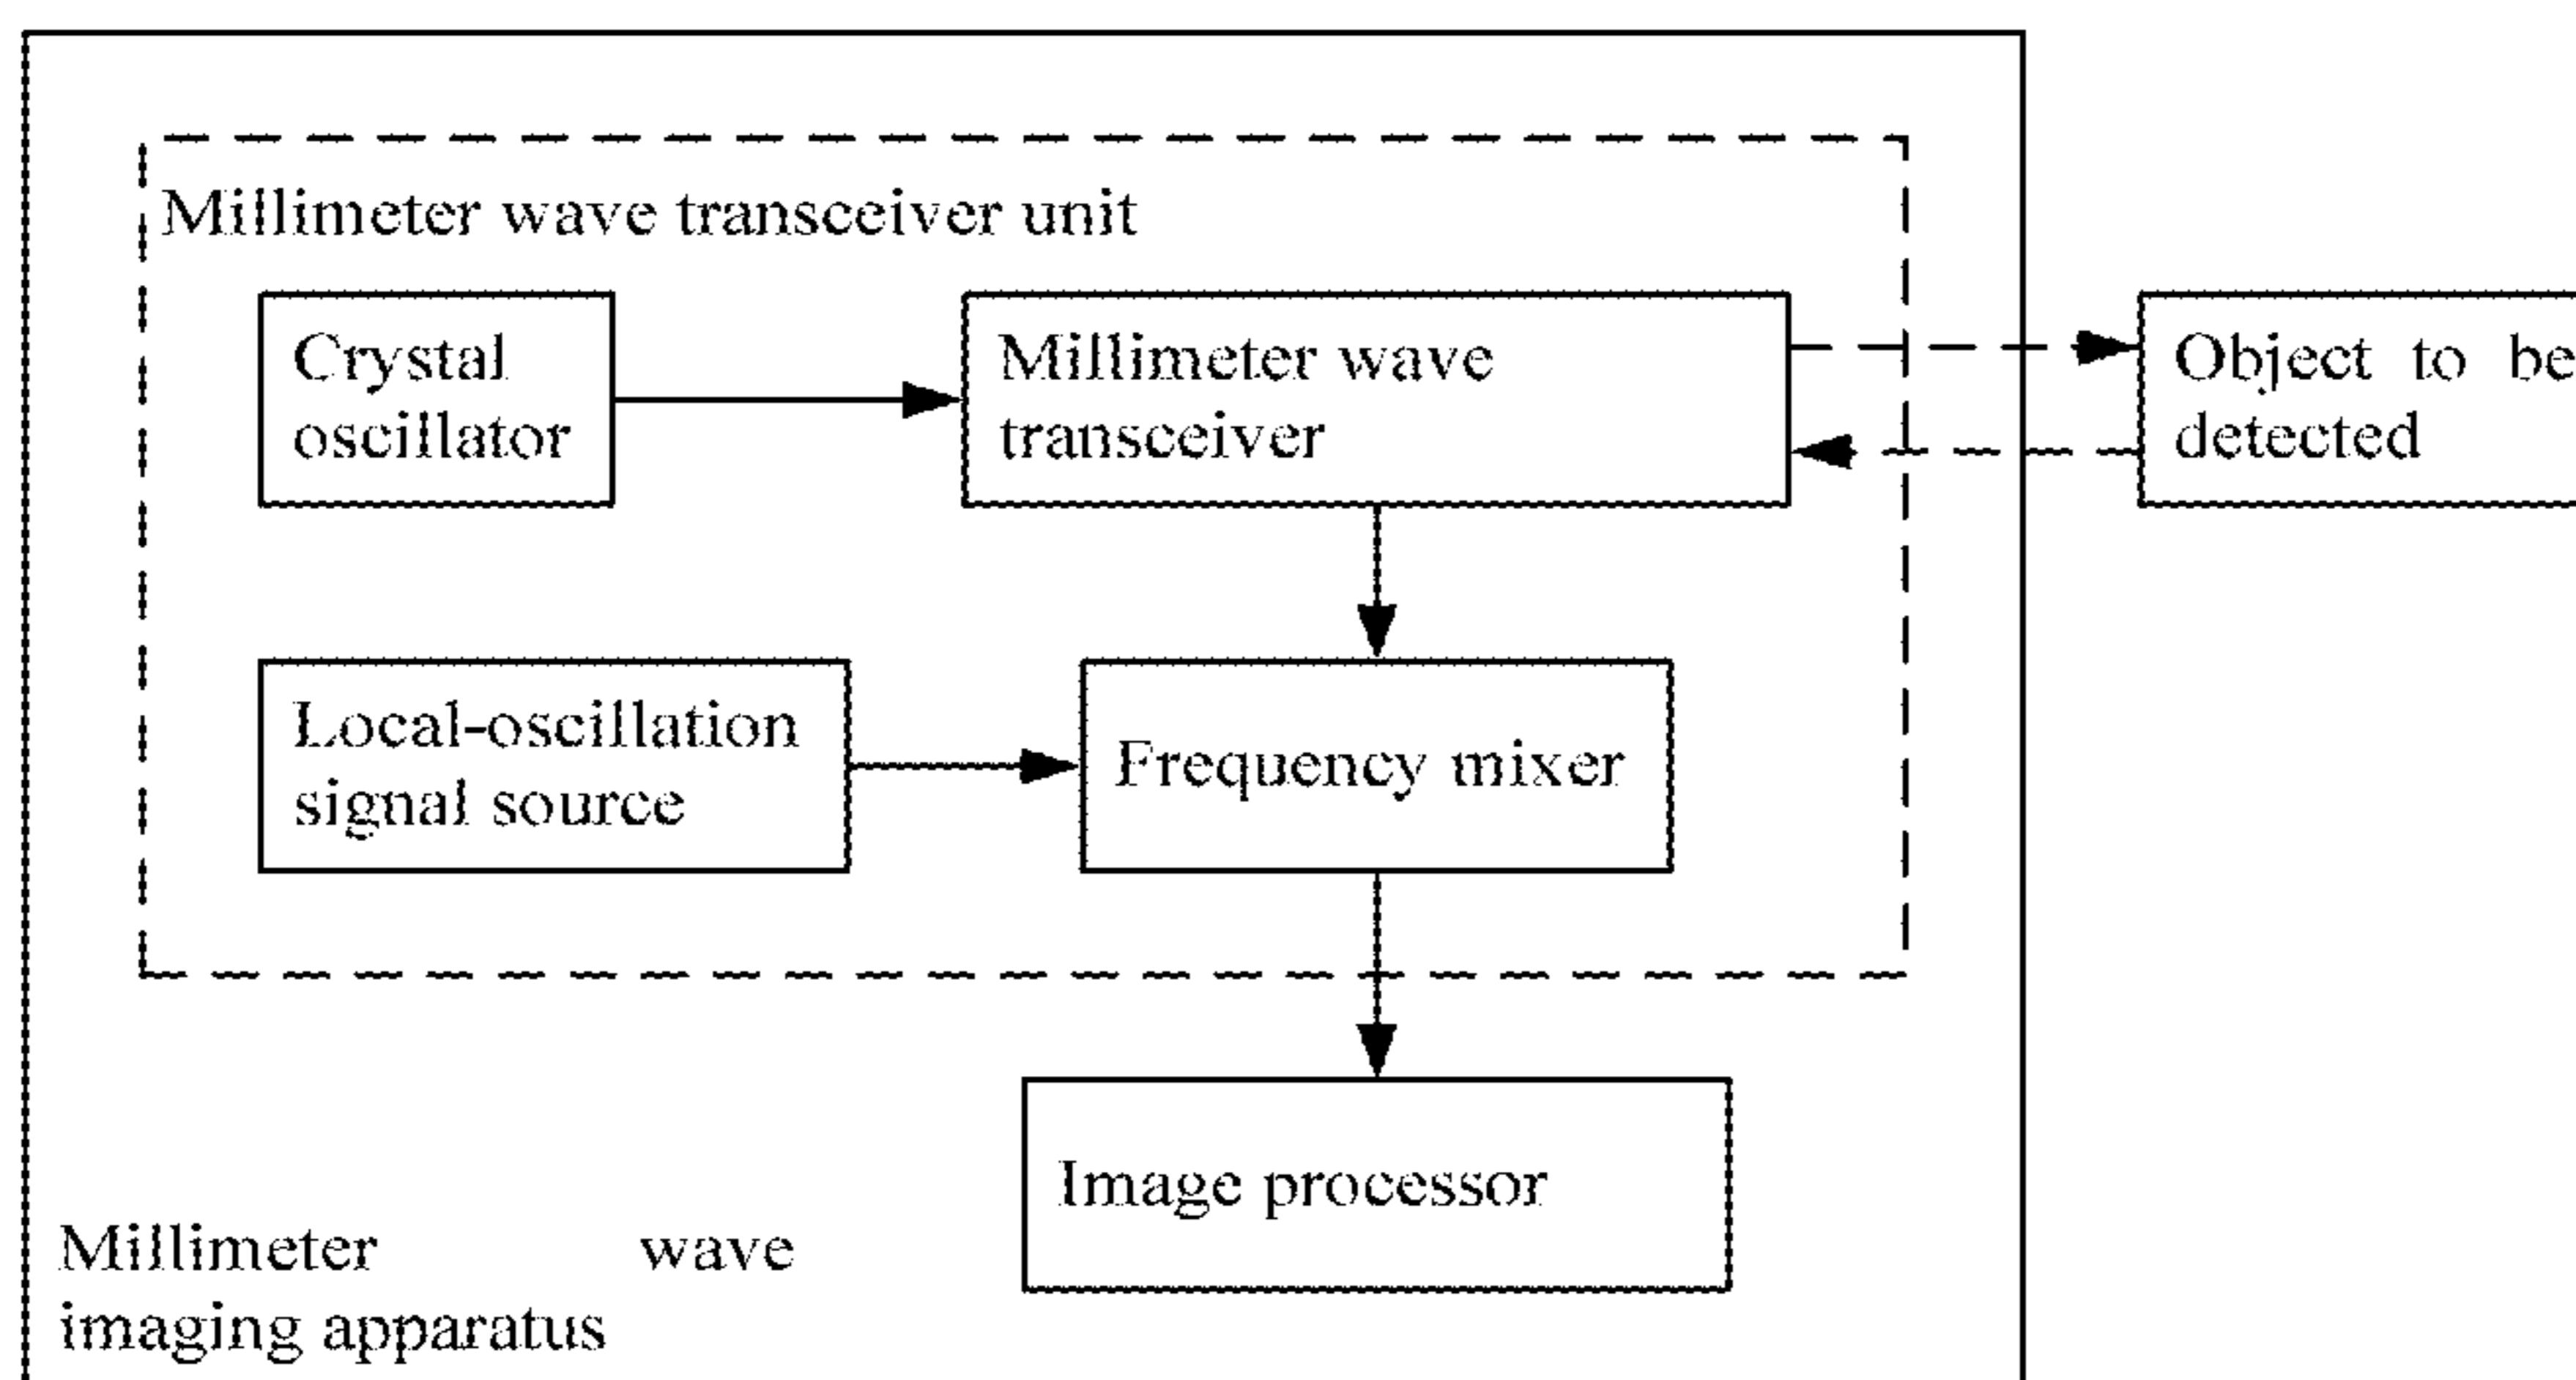 Millimeter wave transceiver unit
Crystal
oscillator
Millimeter wave
transceiver
Object to be
detected
Local-oscillation
signal source
Frequency mixer
Image processor
Millimeter wave
imaging apparatus